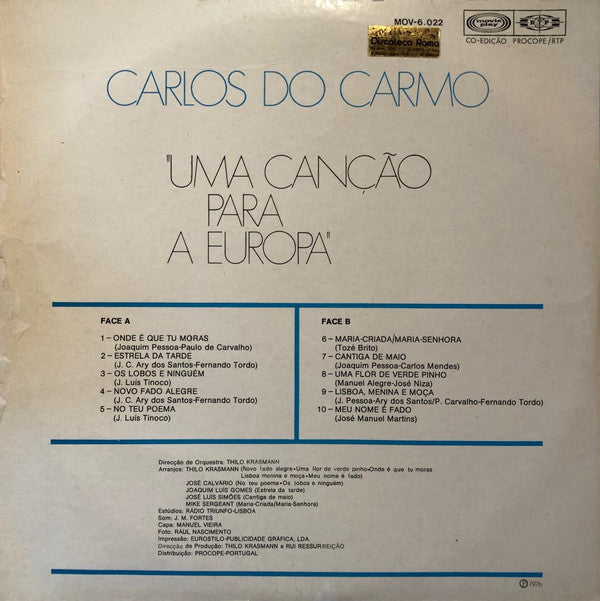 MOV-6.022
Discoteca Roma
movie play
RTP
CO-EDIÇÃO PROCOPE/RTP
CARLOS DO CARMO
"UMA CANÇÃO
PARA
A EUROPA"
FACE A
1 – ONDE É QUE TU MORAS
(Joaquim Pessoa-Paulo de Carvalho)
2 – ESTRELA DA TARDE
(J. C. Ary dos Santos-Fernando Tordo)
3 – OS LOBOS E NINGUÉM
(J. Luís Tinoco)
4 – NOVO FADO ALEGRE
(J. C. Ary dos Santos-Fernando Tordo)
5 – NO TEU POEMA
(J. Luís Tinoco)
FACE B
6 – MARIA-CRIADA/MARIA-SENHORA
(Tozé Brito)
7 – CANTIGA DE MAIO
(Joaquim Pessoa-Carlos Mendes)
8 – UMA FLOR DE VERDE PINHO
(Manuel Alegre-José Niza)
9 – LISBOA, MENINA E MOÇA
(J. Pessoa-Ary dos Santos/P. Carvalho-Fernando Tordo)
10 – MEU NOME É FADO
(José Manuel Martins)
Direcção de Orquestra: THILO KRASMANN
Arranjos: THILO KRASMANN (Novo fado alegre • Uma flor de verde pinho • Onde é que tu moras
Lisboa menina e moça • Meu nome é fado)
JOSÉ CALVÁRIO (No teu poema • Os lobos e ninguém)
JOAQUIM LUÍS GOMES (Estrela da tarde)
JOSÉ LUÍS SIMÕES (Cantiga de maio)
MIKE SERGEANT (Maria-Criada/Maria-Senhora)
Estúdios: RÁDIO TRIUNFO-LISBOA
Som: J. M. FORTES
Capa: MANUEL VIEIRA
Foto: RAUL NASCIMENTO
Impressão: EUROSTILO-PUBLICIDADE GRÁFICA, LDA.
Direcção de Produção: THILO KRASMANN e RUI RESSURREIÇÃO
Distribuição: PROCOPE-PORTUGAL
Ⓟ 1976